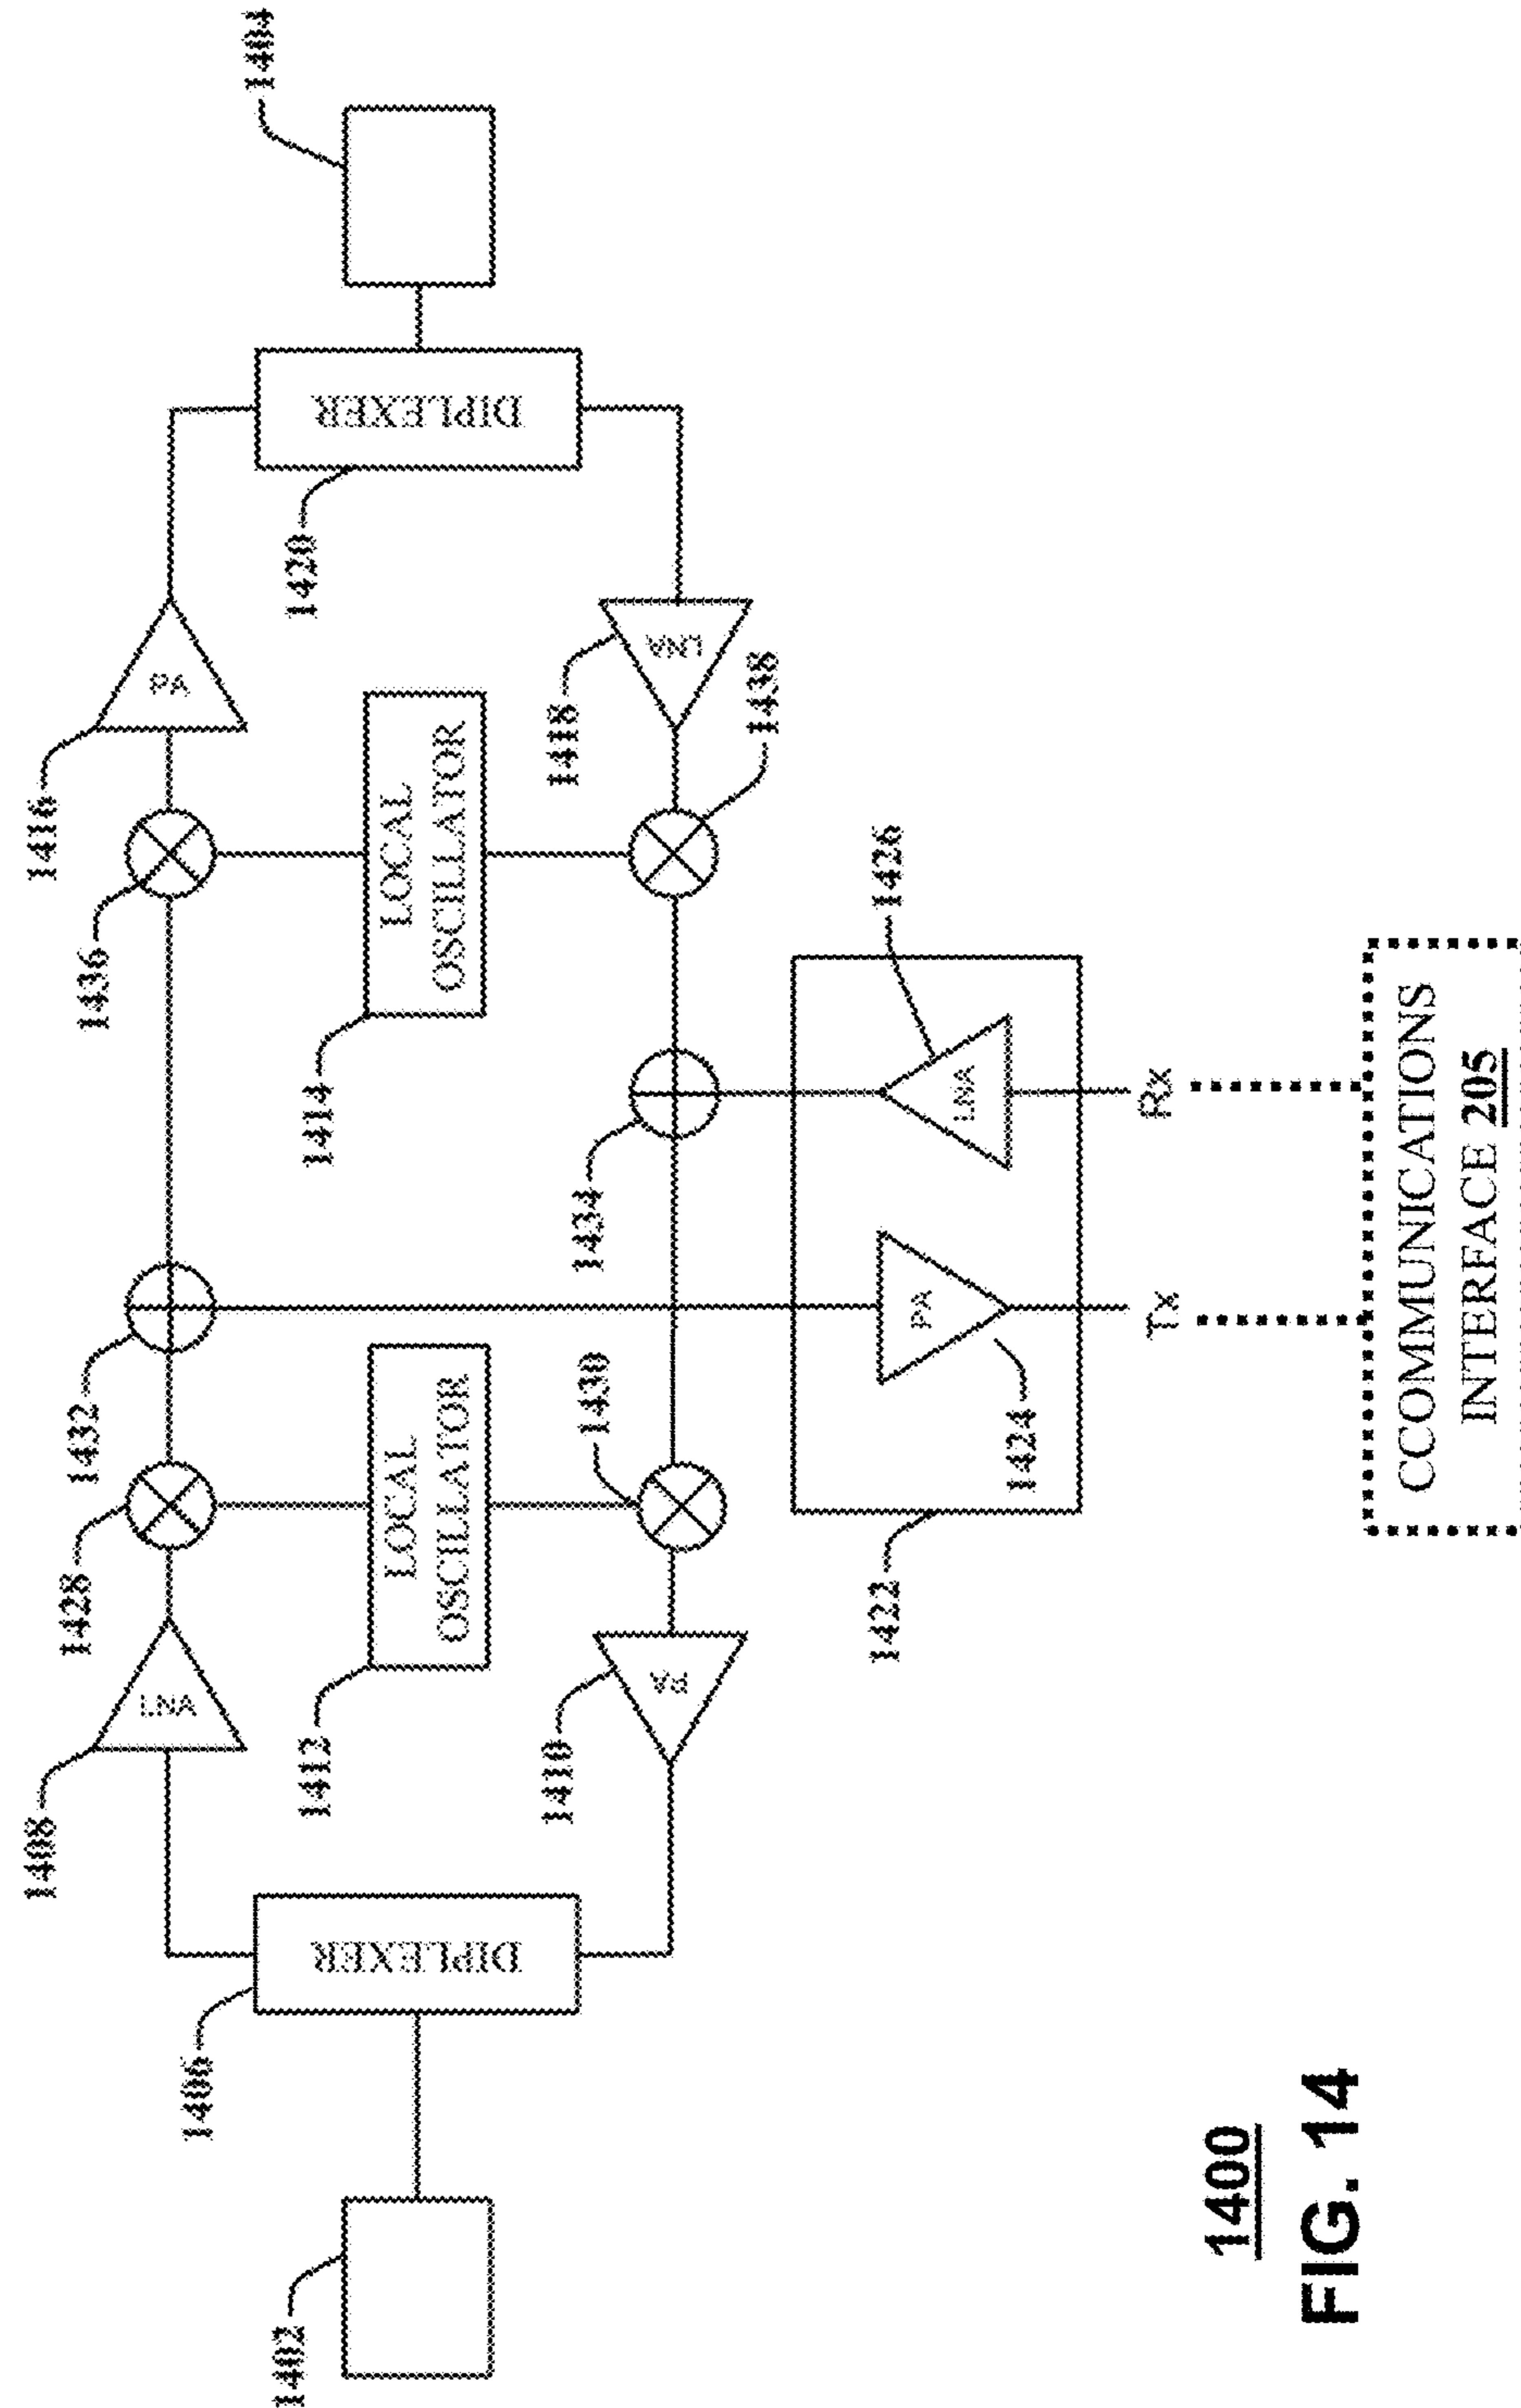 1404
1416
1420
DIPLEXER
PA
LNA
1418
1438
1436
LOCAL
OSCILLATOR
1414
1426
1434
LNA
Rx
1432
1430
PA
Tx
1424
1428
LOCAL
OSCILLATOR
1422
LNA
PA
1408
1412
1410
DIPLEXER
1406
1402
CCOMMUNICATIONS
INTERFACE 205
1400
FIG. 14